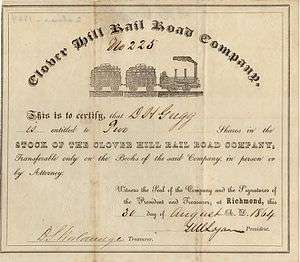 Clover Hill Rail Road Company,
No 225
This is to certify, that D H Gugg
is entitled to Five Shares in the
STOCK OF THE CLOVER HILL RAIL ROAD COMPANY,
Transferable only on the Books of the said Company, in person or
by Attorney.
Witness the Seal of the Company and the Signatures
of the President and Treasurer, at Richmond, this
30 day of August A. D. 1864
President.
Treasurer.